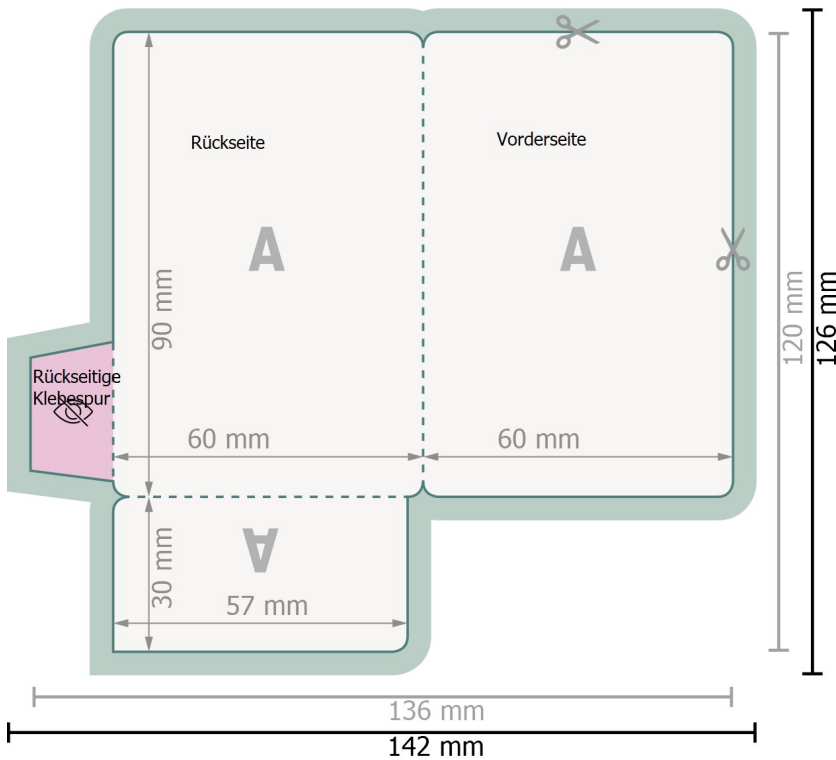 Rückseite
Vorderseite
A
A
90 mm
120 mm
126 mm
Rückseitige
Klebespur
60 mm
60 mm
A
30 mm
57 mm
136 mm
142 mm